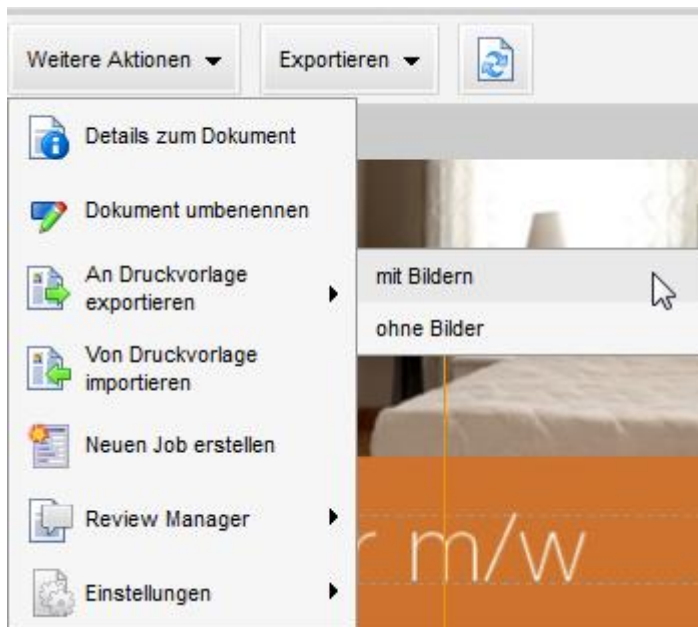 Weitere Aktionen
Exportieren
Details zum Dokument
Dokument umbenennen
An Druckvorlage
exportieren
mit Bildern
ohne Bilder
Von Druckvorlage
importieren
Neuen Job erstellen
Review Manager
Einstellungen
r m/w